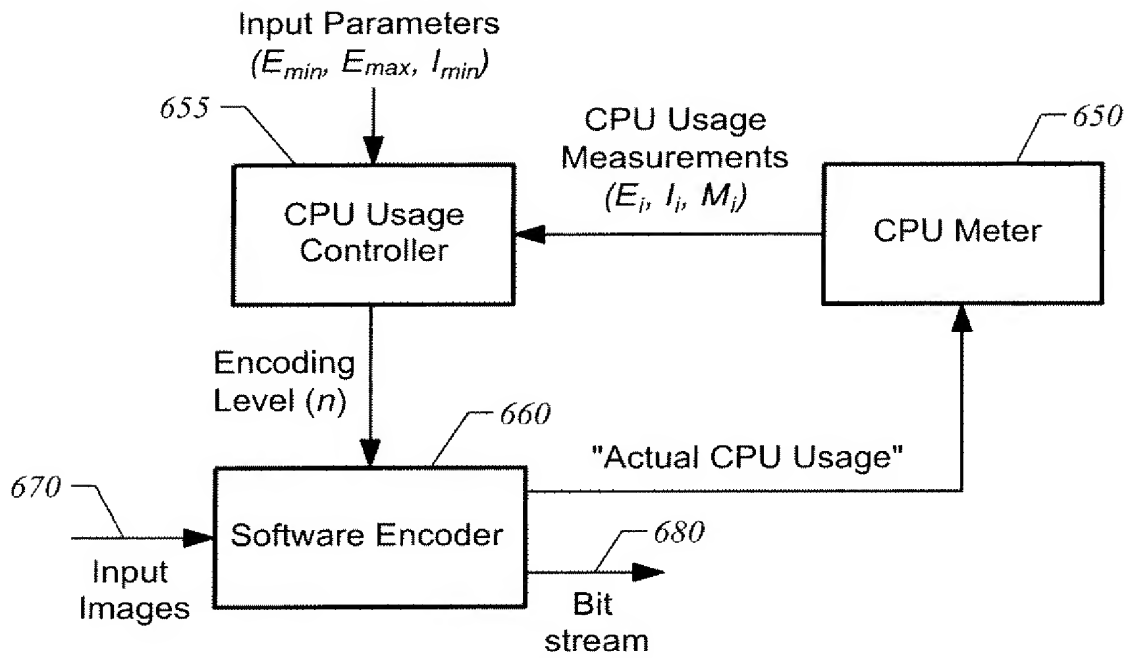 Input Parameters
(Emin, Emax, Imin)
655
CPU Usage
Measurements
(Ei, Ii, Mi)
650
CPU Usage
Controller
CPU Meter
Encoding
Level (n)
660
"Actual CPU Usage"
670
Software Encoder
680
Input
Images
Bit
stream